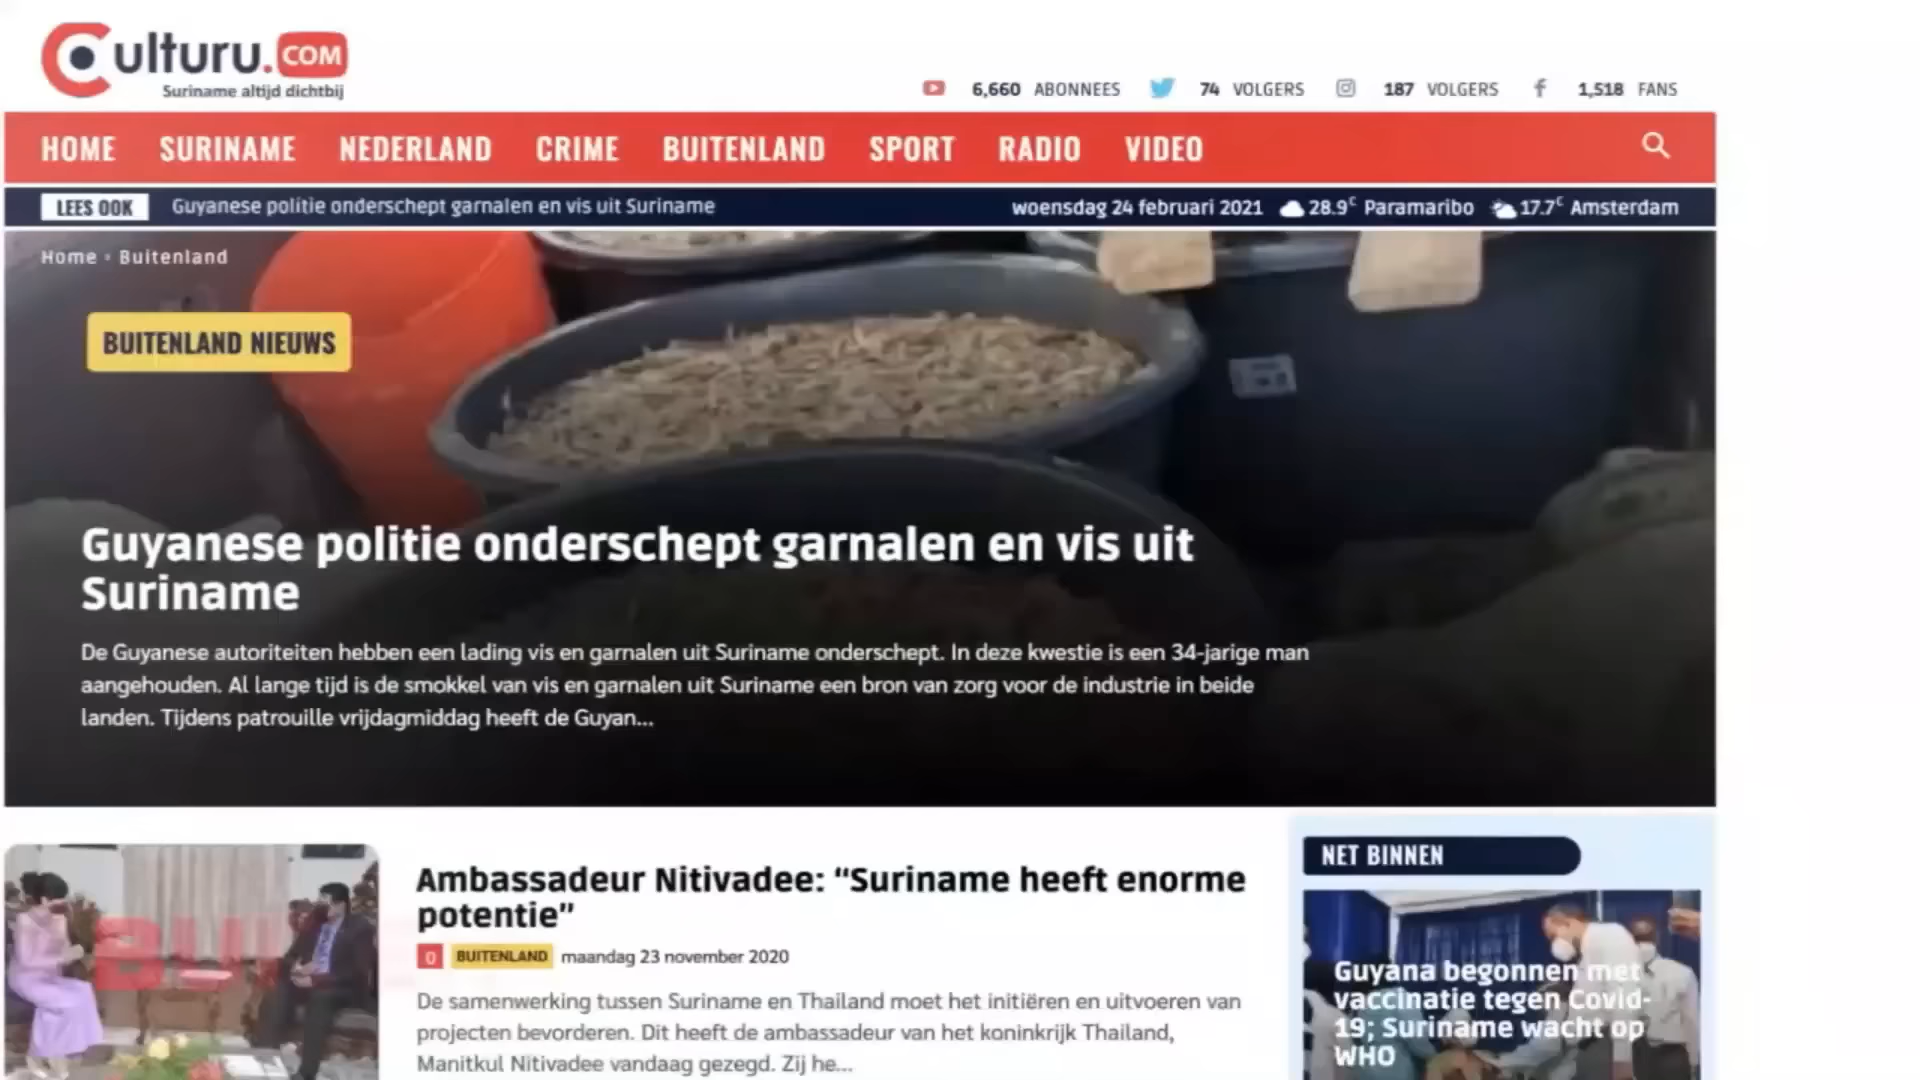 Culturu.COM
Suriname altijd dichtbij
6,660 ABONNEES 74 VOLGERS 187 VOLGERS 1,518 FANS
HOME SURINAME NEDERLAND CRIME BUITENLAND SPORT RADIO VIDEO
LEES OOK Guyanese politie onderschept garnalen en vis uit Suriname woensdag 24 februari 2021 28.9C Paramaribo 17.7C Amsterdam
Home • Buitenland
BUITENLAND NIEUWS
Guyanese politie onderschept garnalen en vis uit
Suriname
De Guyanese autoriteiten hebben een lading vis en garnalen uit Suriname onderschept. In deze kwestie is een 34-jarige man
aangehouden. Al lange tijd is de smokkel van vis en garnalen uit Suriname een bron van zorg voor de industrie in beide
landen. Tijdens patrouille vrijdagmiddag heeft de Guyan...
Ambassadeur Nitivadee: “Suriname heeft enorme
potentie”
0 BUITENLAND maandag 23 november 2020
De samenwerking tussen Suriname en Thailand moet het initiëren en uitvoeren van
projecten bevorderen. Dit heeft de ambassadeur van het koninkrijk Thailand,
Manitkul Nitivadee vandaag gezegd. Zij he...
NET BINNEN
Guyana begonnen met
vaccinatie tegen Covid-
19; Suriname wacht op
WHO